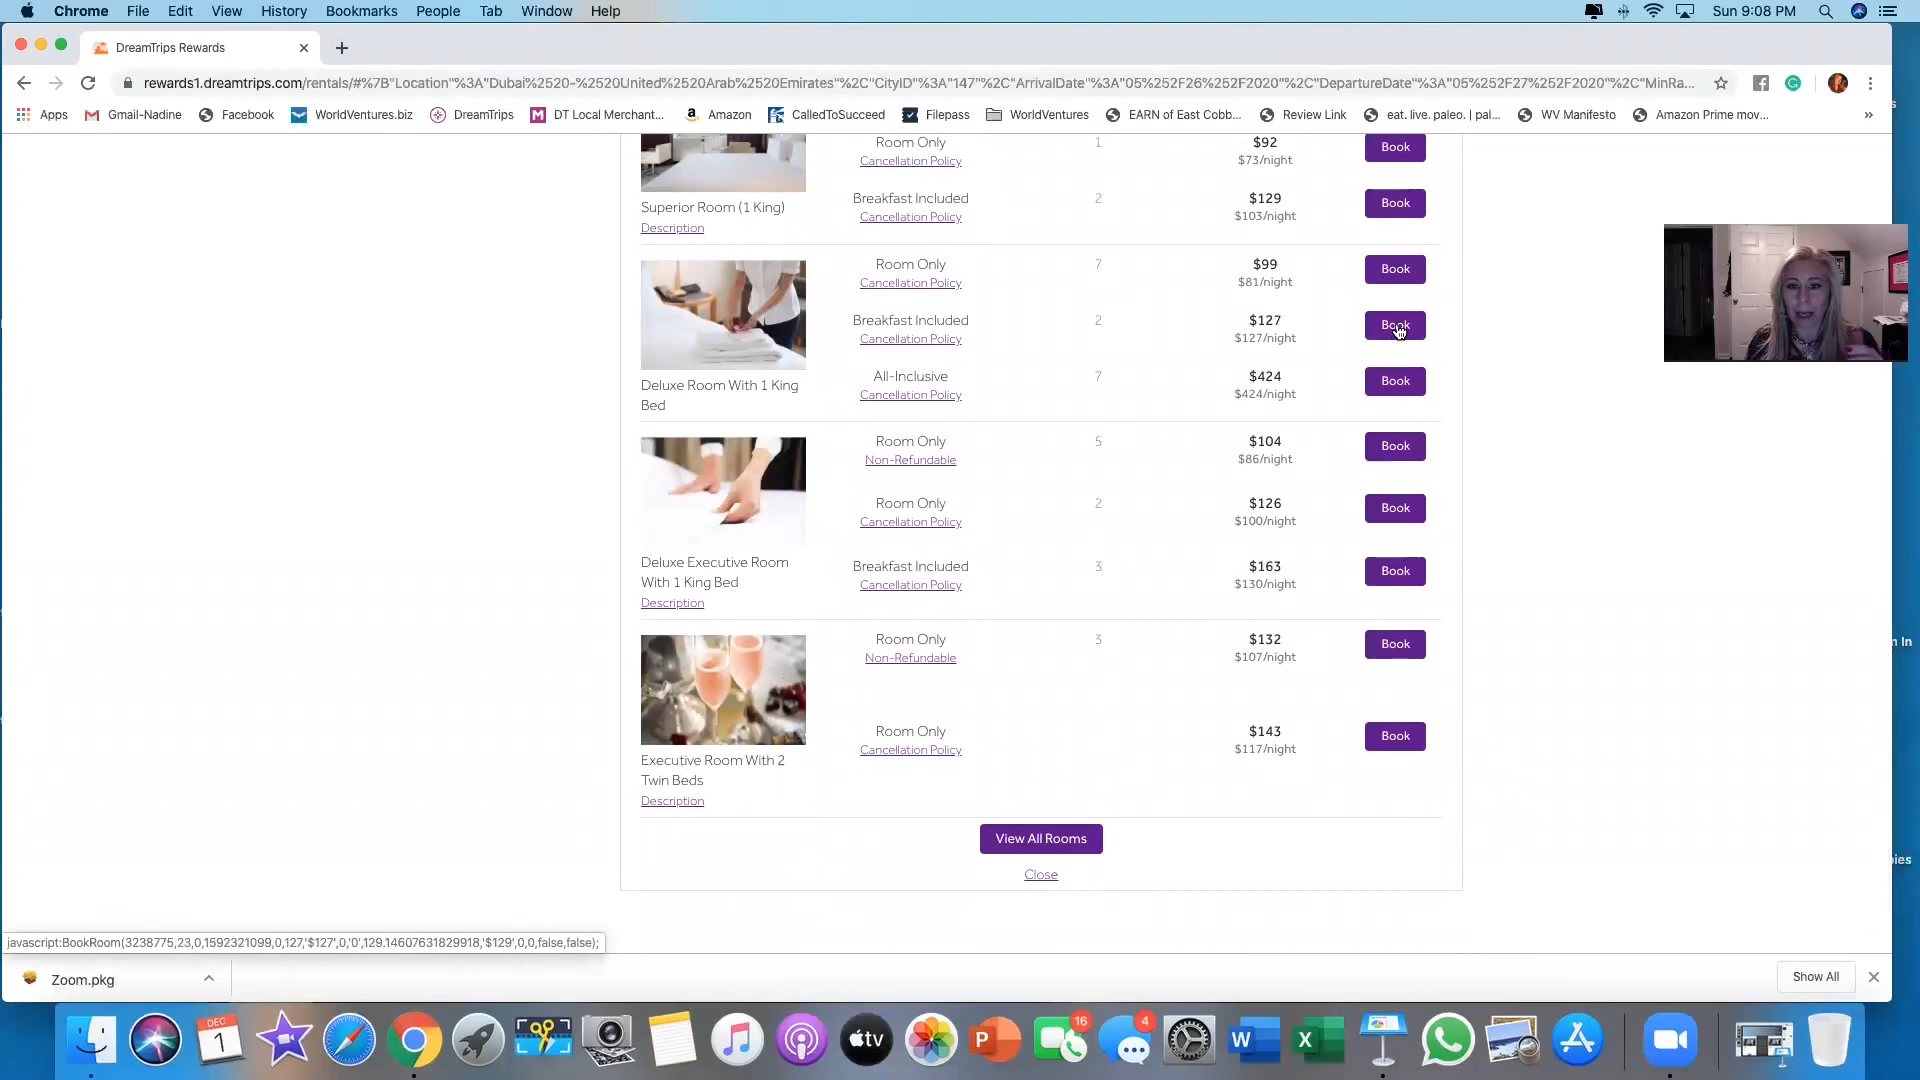 Chrome File Edit View History Bookmarks People Tab Window Help Sun 9:08 PM
DreamTrips Rewards
rewards1.dreamtrips.com/rentals/#%7B"Location"%3A"Dubai%2520-%2520United%2520Arab%2520Emirates"%2C"CityID"%3A"147"%2C"ArrivalDate"%3A"05%252F26%252F2020"%2C"DepartureDate"%3A"05%252F27%252F2020"%2C"MinRa...
Apps Gmail-Nadine Facebook WorldVentures.biz DreamTrips DT Local Merchant... Amazon CalledToSucceed Filepass WorldVentures EARN of East Cobb... Review Link eat. live. paleo. | pal... WV Manifesto Amazon Prime mov... »
Room Only 1 $92 Book
Cancellation Policy $73/night
Breakfast Included 2 $129 Book
Cancellation Policy $103/night
Superior Room (1 King)
Description
Room Only 7 $99 Book
Cancellation Policy $81/night
Breakfast Included 2 $127 Book
Cancellation Policy $127/night
All-Inclusive 7 $424 Book
Cancellation Policy $424/night
Deluxe Room With 1 King
Bed
Room Only 5 $104 Book
Non-Refundable $86/night
Room Only 2 $126 Book
Cancellation Policy $100/night
Breakfast Included 3 $163 Book
Cancellation Policy $130/night
Deluxe Executive Room
With 1 King Bed
Description
Room Only 3 $132 Book
Non-Refundable $107/night
Room Only $143 Book
Cancellation Policy $117/night
Executive Room With 2
Twin Beds
Description
View All Rooms
Close
n In
javascript:BookRoom(3238775,23,0,1592321099,0,127,'$127',0,'0',129.14607631829918,'$129',0,0,false,false);
Zoom.pkg
Show All
DEC
1
tv
P
16
4
W
X